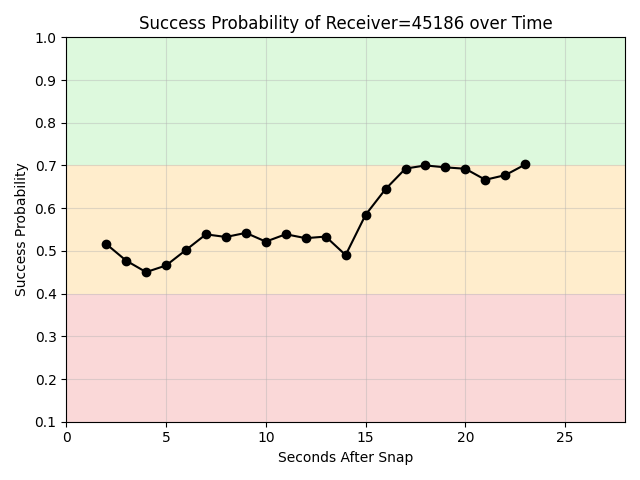 Success Probability of Receiver=45186 over Time
1.0
0.9
0.8
0.7
0.6
0.5
0.4
0.3
0.2
0.1
Success Probability
0 5 10 15 20 25
Seconds After Snap